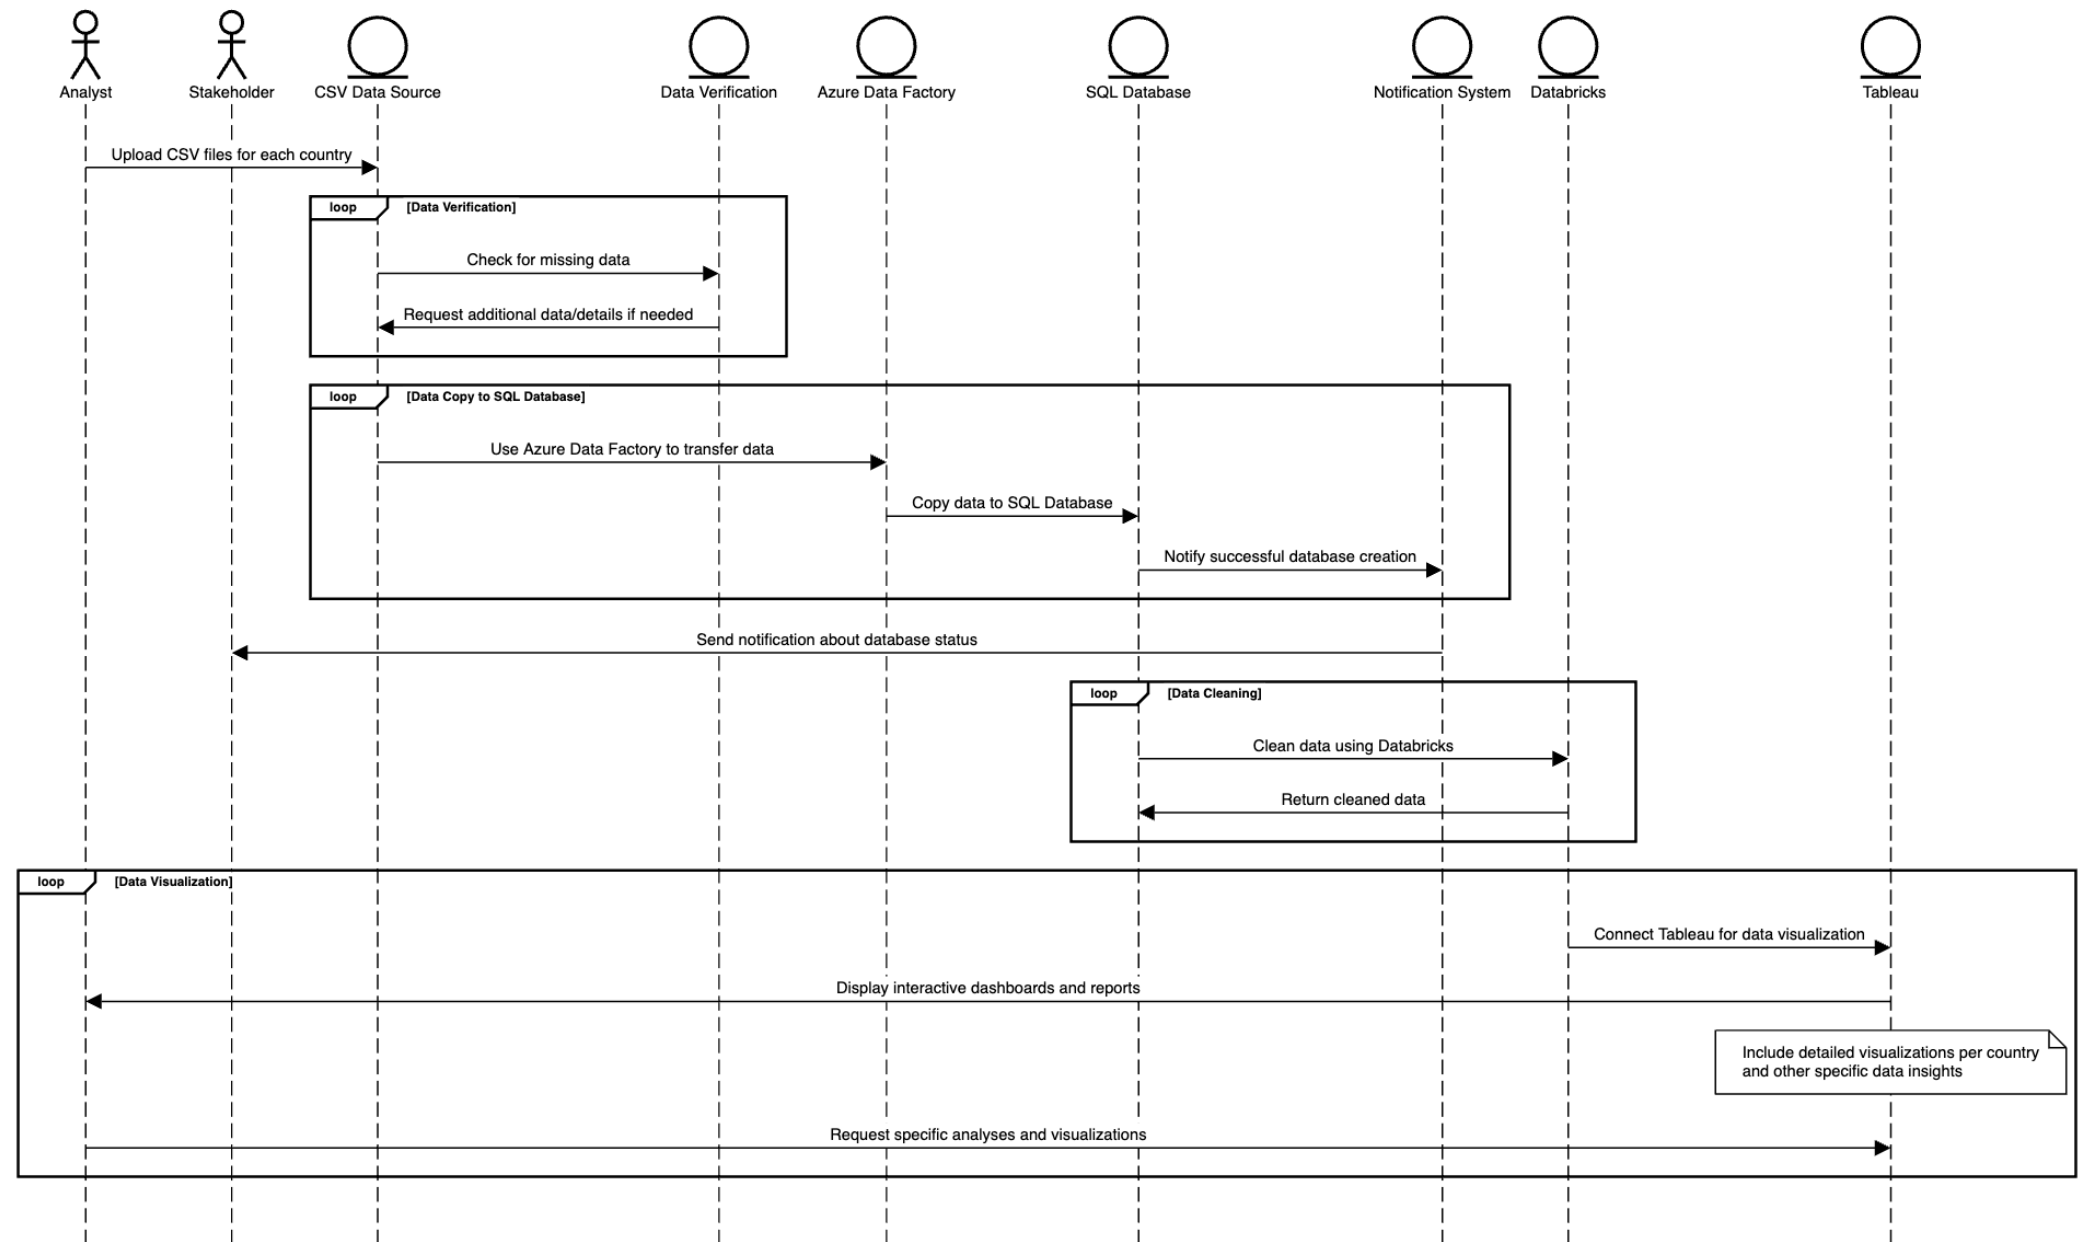 Analyst
Stakeholder
CSV Data Source
Data Verification
Azure Data Factory
SQL Database
Notification System
Databricks
Tableau
Upload CSV files for each country
loop
[Data Verification]
Check for missing data
Request additional data/details if needed
loop
[Data Copy to SQL Database]
Use Azure Data Factory to transfer data
Copy data to SQL Database
Notify successful database creation
Send notification about database status
loop
[Data Cleaning]
Clean data using Databricks
Return cleaned data
loop
[Data Visualization]
Connect Tableau for data visualization
Display interactive dashboards and reports
Include detailed visualizations per country
and other specific data insights
Request specific analyses and visualizations